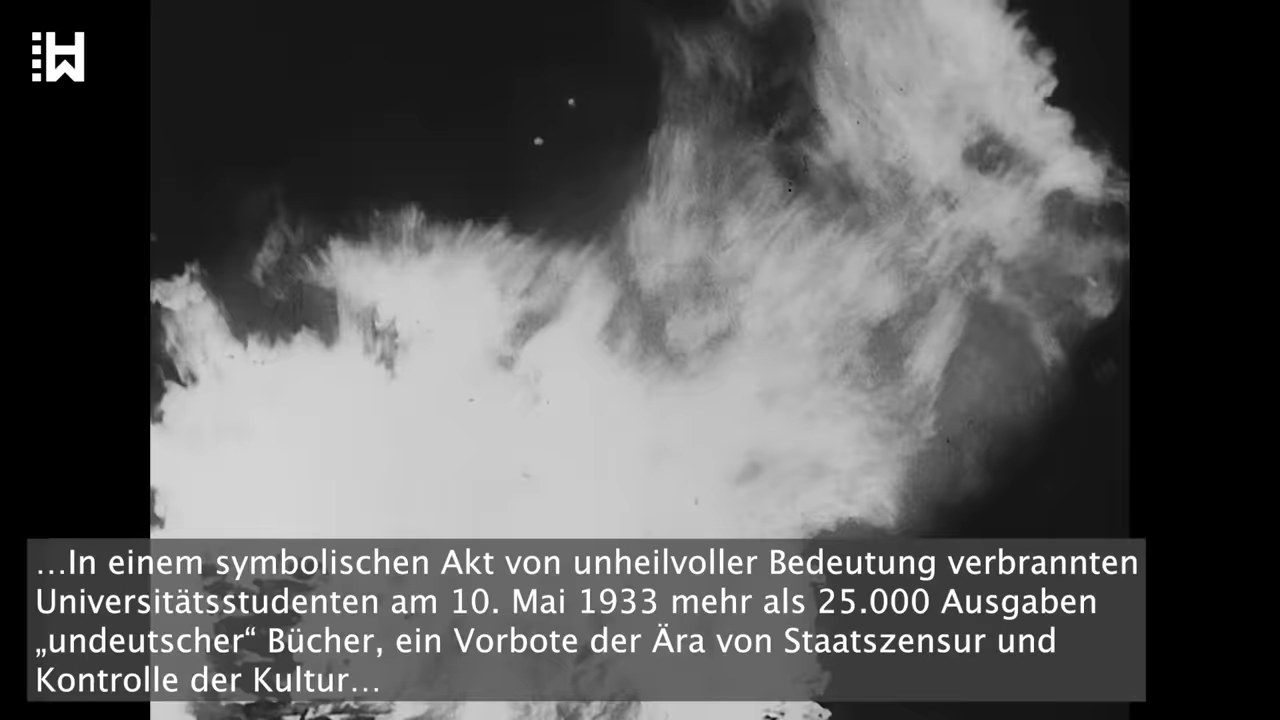 …In einem symbolischen Akt von unheilvoller Bedeutung verbrannten
Universitätsstudenten am 10. Mai 1933 mehr als 25.000 Ausgaben
„undeutscher“ Bücher, ein Vorbote der Ära von Staatszensur und
Kontrolle der Kultur…